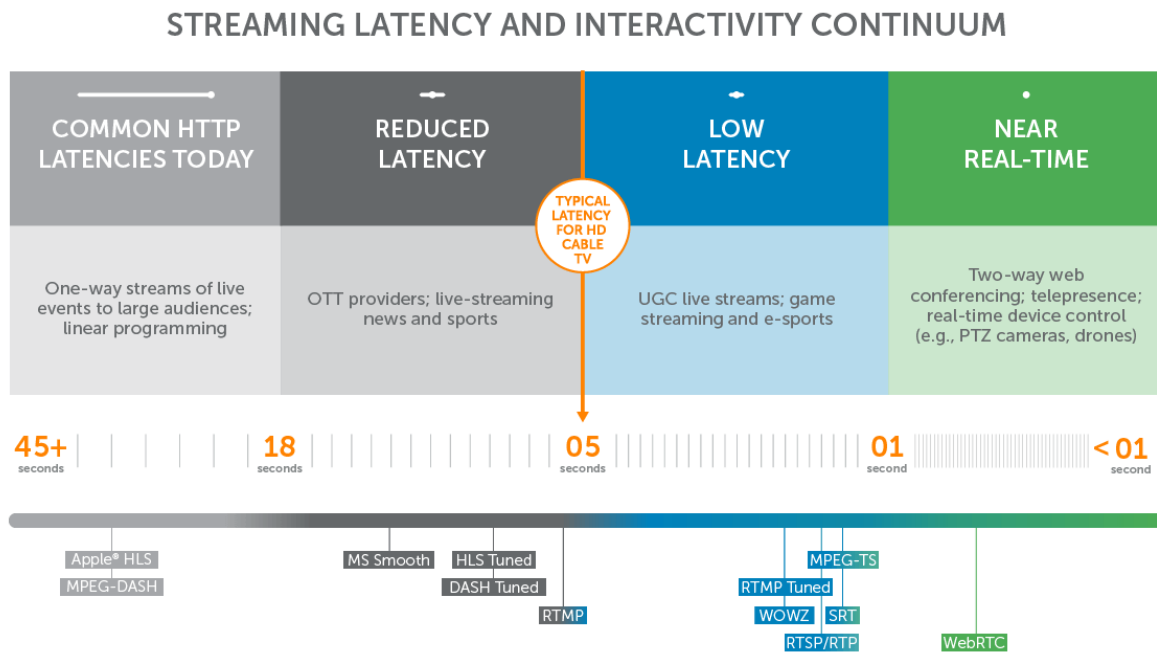 STREAMING LATENCY AND INTERACTIVITY CONTINUUM
COMMON HTTP
LATENCIES TODAY
REDUCED
LATENCY
LOW
LATENCY
NEAR
REAL-TIME
TYPICAL
LATENCY
FOR HD
CABLE
TV
One-way streams of live
events to large audiences;
linear programming
OTT providers; live-streaming
news and sports
UGC live streams; game
streaming and e-sports
Two-way web
conferencing; telepresence;
real-time device control
(e.g., PTZ cameras, drones)
45+
seconds
18
seconds
05
seconds
01
second
< 01
second
Apple® HLS
MPEG-DASH
MS Smooth
HLS Tuned
DASH Tuned
RTMP
MPEG-TS
RTMP Tuned
WOWZ
SRT
RTSP/RTP
WebRTC